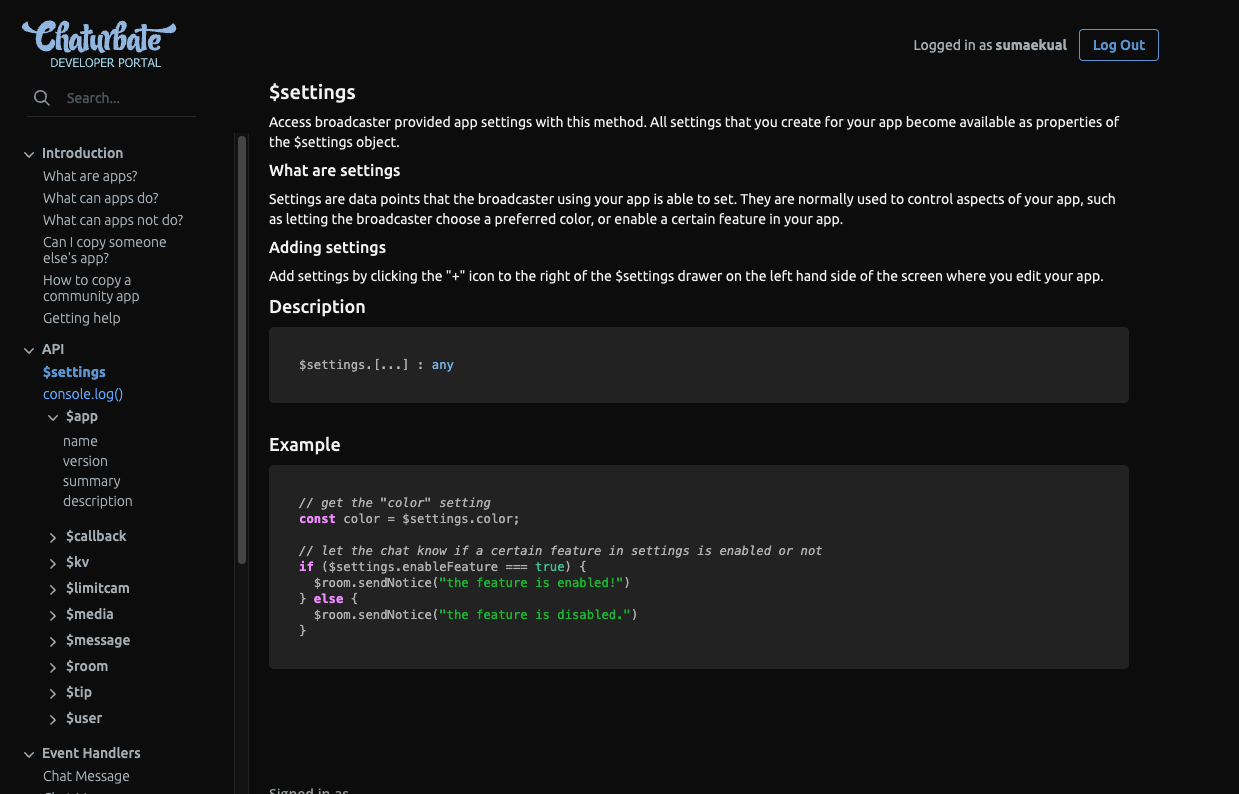 Chaturbate
DEVELOPER PORTAL
Logged in as sumaekual
Log Out
Search...
Introduction
What are apps?
What can apps do?
What can apps not do?
Can I copy someone
else's app?
How to copy a
community app
Getting help
API
$settings
console.log()
$app
name
version
summary
description
$callback
$kv
$limitcam
$media
$message
$room
$tip
$user
Event Handlers
Chat Message
$settings
Access broadcaster provided app settings with this method. All settings that you create for your app become available as properties of
the $settings object.
What are settings
Settings are data points that the broadcaster using your app is able to set. They are normally used to control aspects of your app, such
as letting the broadcaster choose a preferred color, or enable a certain feature in your app.
Adding settings
Add settings by clicking the "+" icon to the right of the $settings drawer on the left hand side of the screen where you edit your app.
Description
$settings.[...] : any
Example
// get the "color" setting
const color = $settings.color;
// let the chat know if a certain feature in settings is enabled or not
if ($settings.enableFeature === true) {
$room.sendNotice("the feature is enabled!")
} else {
$room.sendNotice("the feature is disabled.")
}
Signed in as